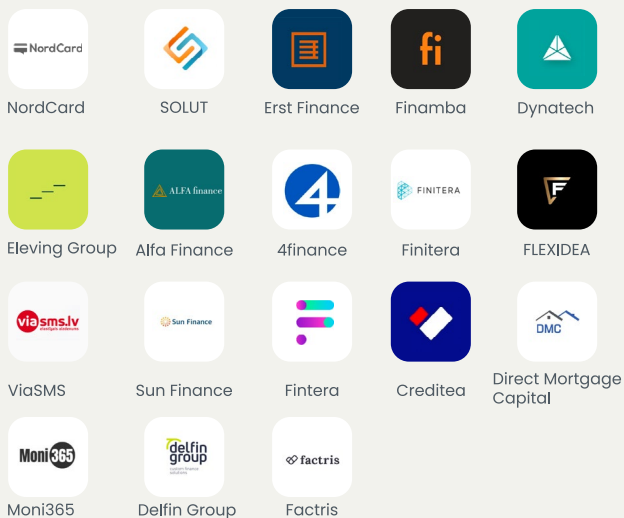 NordCard
NordCard SOLUT Erst Finance Finamba Dynatech
fi
ALFA finance 4 FINITERA F
Eleving Group Alfa Finance 4finance Finitera FLEXIDEA
viasms.lv Sun Finance DMC
ViaSMS Sun Finance Fintera Creditea Direct Mortgage
Capital
Moni365 delfin
group factris
Moni365 Delfin Group Factris